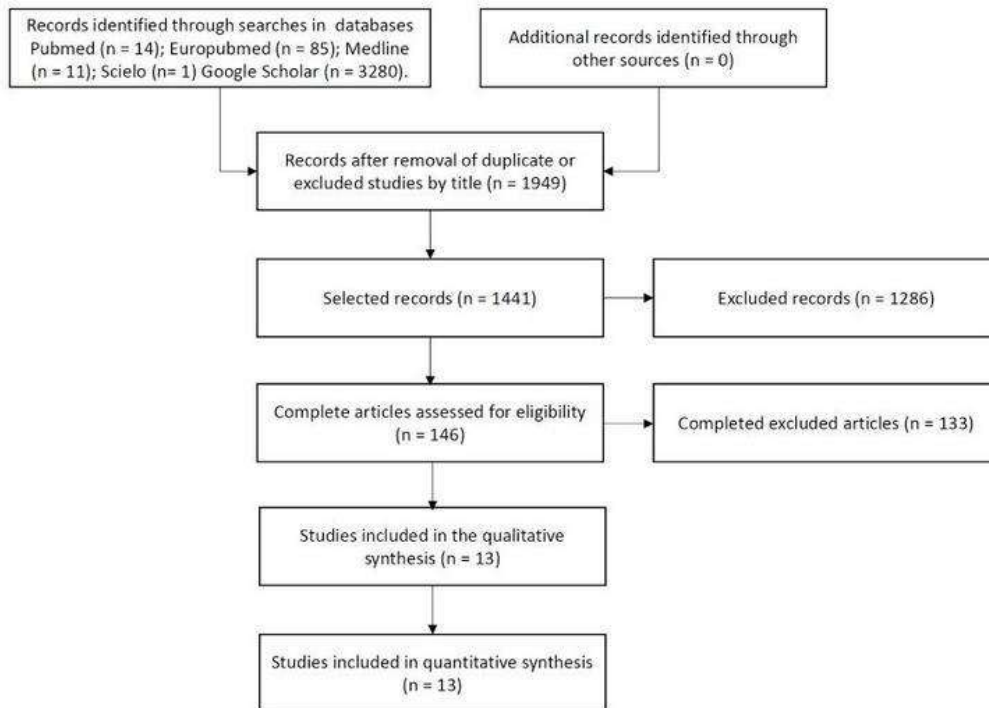 Records identified through searches in databases
Pubmed (n = 14); Europubmed (n = 85); Medline
(n = 11); Scielo (n= 1) Google Scholar (n = 3280).
Additional records identified through
other sources (n = 0)
Records after removal of duplicate or
excluded studies by title (n = 1949)
Selected records (n = 1441)
Excluded records (n = 1286)
Complete articles assessed for eligibility
(n = 146)
Completed excluded articles (n = 133)
Studies included in the qualitative
synthesis (n = 13)
Studies included in quantitative synthesis
(n = 13)